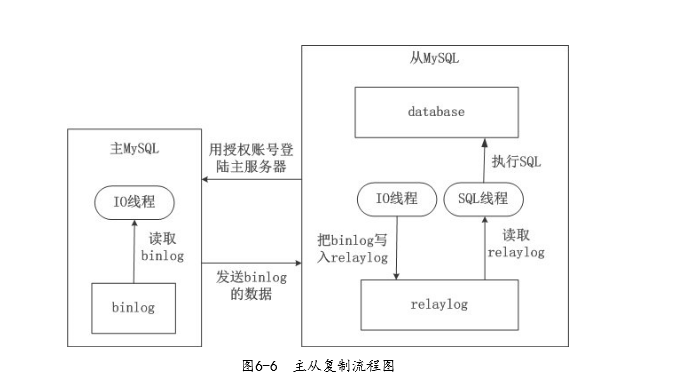 从MySQL
database
主MySQL
用授权账号登
陆主服务器
执行SQL
IO线程
IO线程
SQL线程
读取
binlog
把binlog写
入relaylog
读取
relaylog
发送binlog
的数据
binlog
relaylog
图6-6 主从复制流程图